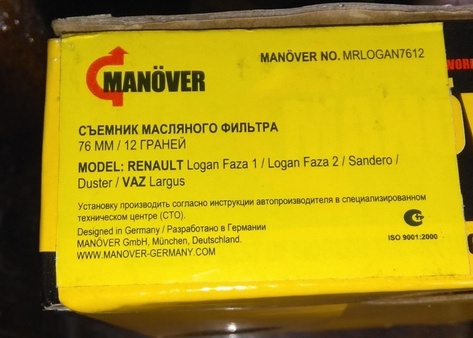 MANÖVER
MANÖVER NO. MRLOGAN7612
СЪЕМНИК МАСЛЯНОГО ФИЛЬТРА
76 ММ / 12 ГРАНЕЙ
MODEL: RENAULT Logan Faza 1 / Logan Faza 2 / Sandero /
Duster / VAZ Largus
Установку производить согласно инструкции автопроизводителя в специализированном
техническом центре (СТО).
Designed in Germany / Разработано в Германии
MANÖVER GmbH, München, Deutschland.
WWW.MANOVER-GERMANY.COM
ISO 9001:2000